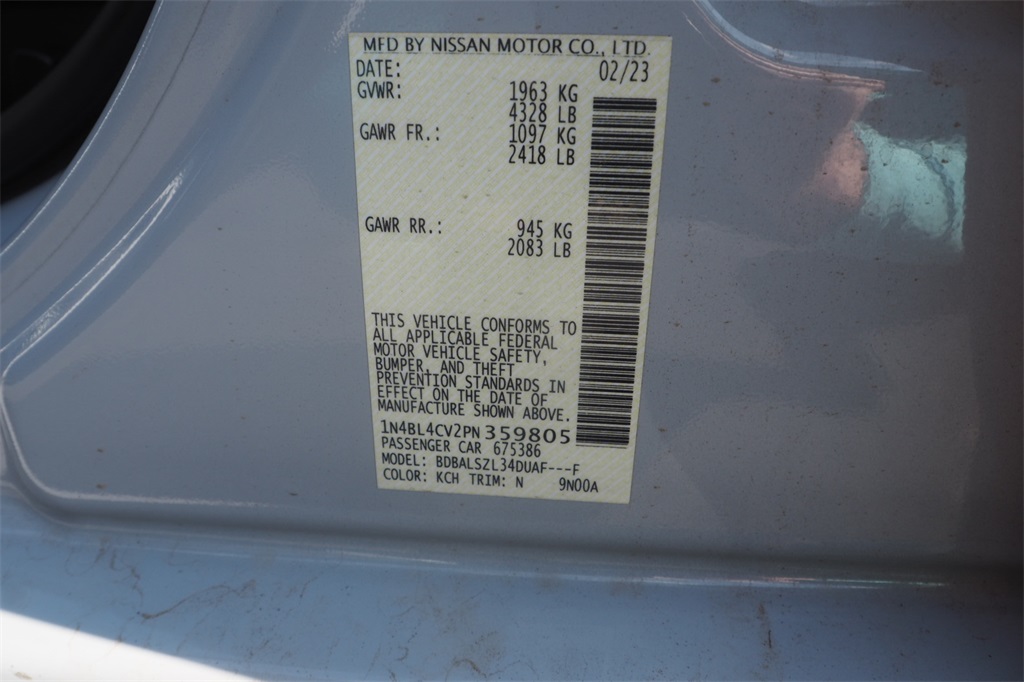 MFD BY NISSAN MOTOR CO., LTD.
DATE: 02/23
GVWR: 1963 KG
4328 LB
GAWR FR.: 1097 KG
2418 LB
GAWR RR.: 945 KG
2083 LB
THIS VEHICLE CONFORMS TO
ALL APPLICABLE FEDERAL
MOTOR VEHICLE SAFETY,
BUMPER, AND THEFT
PREVENTION STANDARDS IN
EFFECT ON THE DATE OF
MANUFACTURE SHOWN ABOVE.
1N4BL4CV2PN359805
PASSENGER CAR 675386
MODEL: BDBALSZL34DUAF---F
COLOR: KCH TRIM: N 9N00A